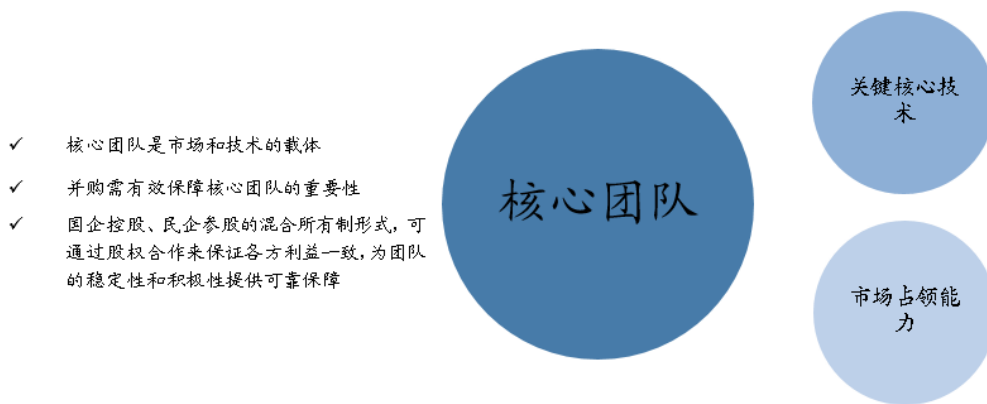 ✓ 核心团队是市场和技术的载体
✓ 并购需有效保障核心团队的重要性
✓ 国企控股、民企参股的混合所有制形式，可
通过股权合作来保证各方利益一致，为团队
的稳定性和积极性提供可靠保障
核心团队
关键核心技
术
市场占领能
力